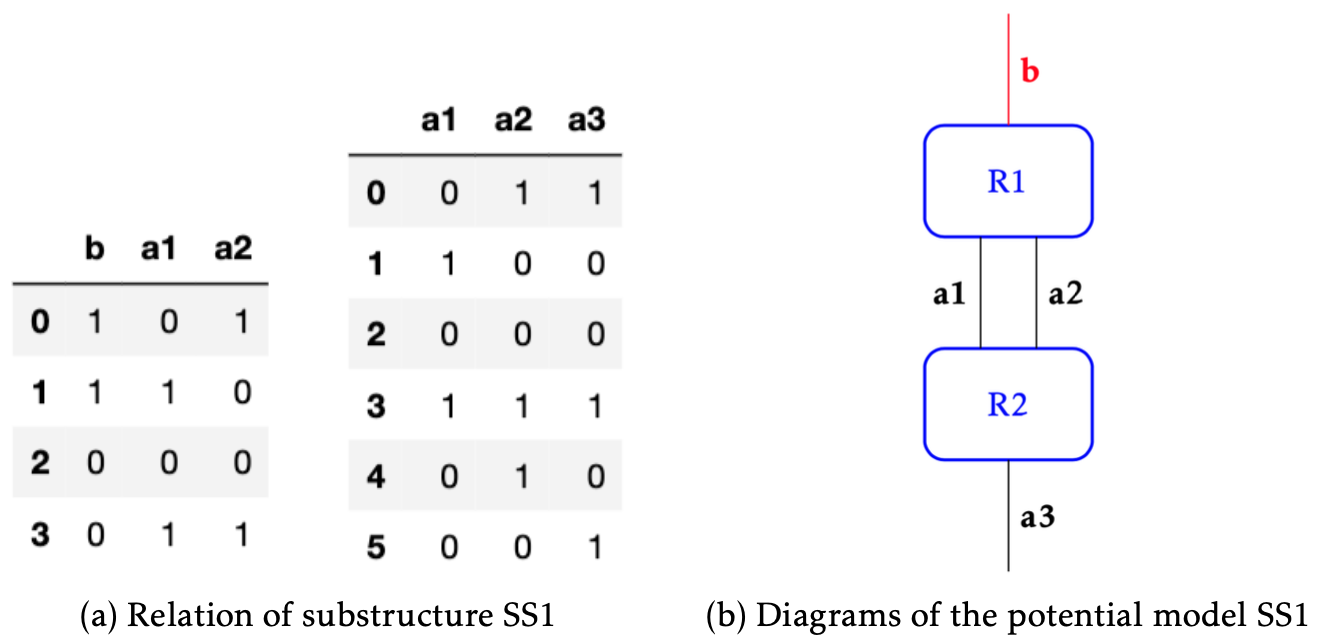 b a1 a2
0 1 0 1
1 1 1 0
2 0 0 0
3 0 1 1
a1 a2 a3
0 0 1 1
1 1 0 0
2 0 0 0
3 1 1 1
4 0 1 0
5 0 0 1
(a) Relation of substructure SS1
b
R1
a1 a2
R2
a3
(b) Diagrams of the potential model SS1